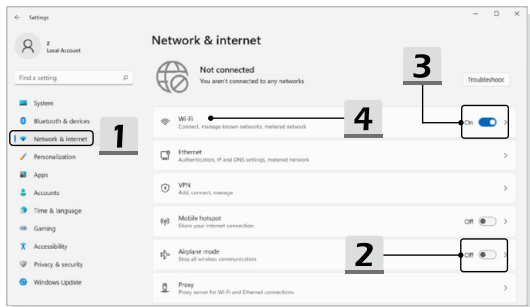 Settings
z
Local Account
Find a setting
System
Bluetooth & devices
Network & internet
Personalization
Apps
Accounts
Time & language
Gaming
Accessibility
Privacy & security
Windows Update
1
Network & internet
Not connected
You aren't connected to any networks
Troubleshoot
3
Wi-Fi
Connect, manage known networks, metered network
4
On
Ethernet
Authentication, IP and DNS settings, metered network
VPN
Add, connect, manage
Mobile hotspot
Share your internet connection
Off
Airplane mode
Stop all wireless communication
2
Off
Proxy
Proxy server for Wi-Fi and Ethernet connections